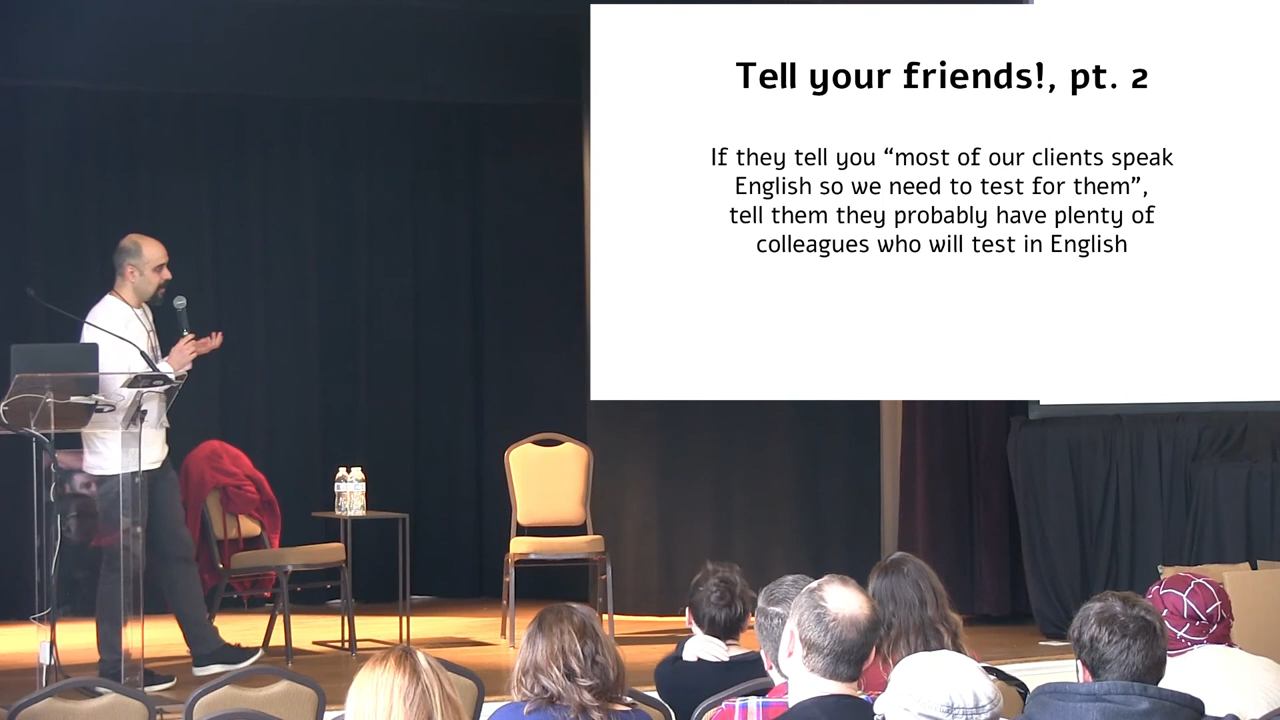 Tell your friends!, pt. 2
If they tell you “most of our clients speak
English so we need to test for them”,
tell them they probably have plenty of
colleagues who will test in English